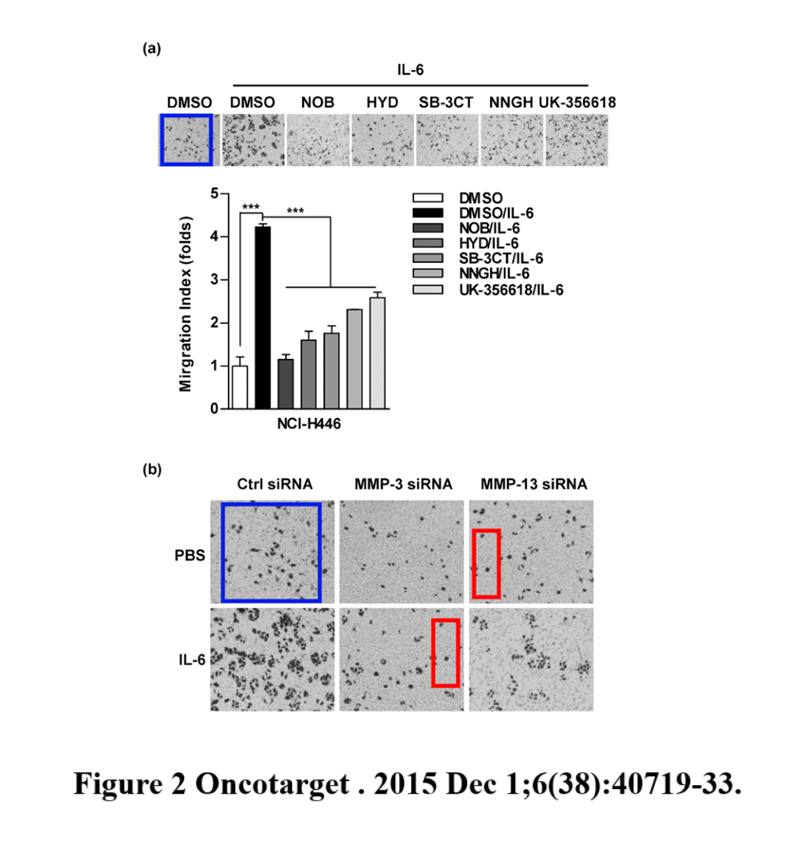 (a)
IL-6
DMSO DMSO NOB HYD SB-3CT NNGH UK-356618
5
4
3
2
1
0
Mirgration Index (folds)
***
***
NCI-H446
DMSO
DMSO/IL-6
NOB/IL-6
HYD/IL-6
SB-3CT/IL-6
NNGH/IL-6
UK-356618/IL-6
(b)
Ctrl siRNA MMP-3 siRNA MMP-13 siRNA
PBS
IL-6
Figure 2 Oncotarget . 2015 Dec 1;6(38):40719-33.